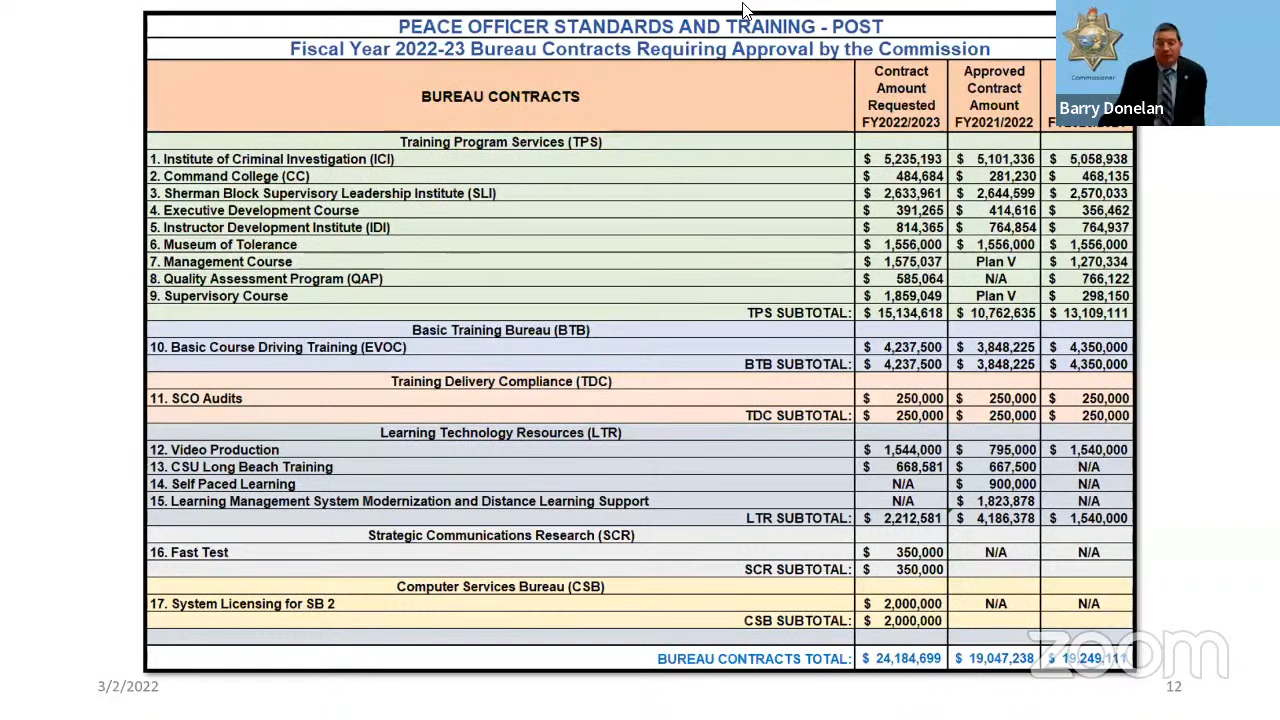 PEACE OFFICER STANDARDS AND TRAINING - POST
Fiscal Year 2022-23 Bureau Contracts Requiring Approval by the Commission
BUREAU CONTRACTS Contract Amount Requested FY2022/2023 Approved Contract Amount FY2021/2022
Commissioner
Barry Donelan
Training Program Services (TPS)
1. Institute of Criminal Investigation (ICI) $ 5,235,193 $ 5,101,336 $ 5,058,938
2. Command College (CC) $ 484,684 $ 281,230 $ 468,135
3. Sherman Block Supervisory Leadership Institute (SLI) $ 2,633,961 $ 2,644,599 $ 2,570,033
4. Executive Development Course $ 391,265 $ 414,616 $ 356,462
5. Instructor Development Institute (IDI) $ 814,365 $ 764,854 $ 764,937
6. Museum of Tolerance $ 1,556,000 $ 1,556,000 $ 1,556,000
7. Management Course $ 1,575,037 Plan V $ 1,270,334
8. Quality Assessment Program (QAP) $ 585,064 N/A $ 766,122
9. Supervisory Course $ 1,859,049 Plan V $ 298,150
TPS SUBTOTAL: $ 15,134,618 $ 10,762,635 $ 13,109,111
Basic Training Bureau (BTB)
10. Basic Course Driving Training (EVOC) $ 4,237,500 $ 3,848,225 $ 4,350,000
BTB SUBTOTAL: $ 4,237,500 $ 3,848,225 $ 4,350,000
Training Delivery Compliance (TDC)
11. SCO Audits $ 250,000 $ 250,000 $ 250,000
TDC SUBTOTAL: $ 250,000 $ 250,000 $ 250,000
Learning Technology Resources (LTR)
12. Video Production $ 1,544,000 $ 795,000 $ 1,540,000
13. CSU Long Beach Training $ 668,581 $ 667,500 N/A
14. Self Paced Learning N/A $ 900,000 N/A
15. Learning Management System Modernization and Distance Learning Support N/A $ 1,823,878 N/A
LTR SUBTOTAL: $ 2,212,581 $ 4,186,378 $ 1,540,000
Strategic Communications Research (SCR)
16. Fast Test $ 350,000 N/A N/A
SCR SUBTOTAL: $ 350,000
Computer Services Bureau (CSB)
17. System Licensing for SB 2 $ 2,000,000 N/A N/A
CSB SUBTOTAL: $ 2,000,000
BUREAU CONTRACTS TOTAL: $ 24,184,699 $ 19,047,238 $ 19,249,111
zoom
3/2/2022 12